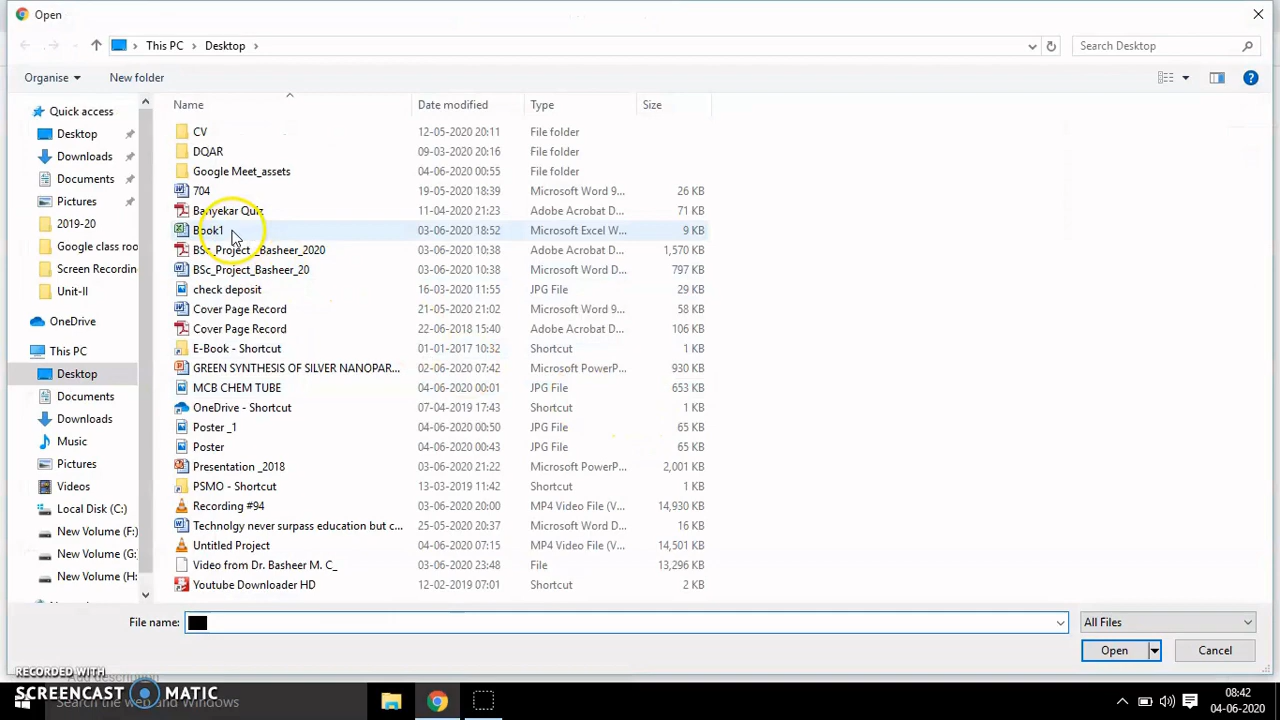 Open
This PC Desktop
Search Desktop
Organise New folder
Name Date modified Type Size
Quick access
Desktop
Downloads
Documents
Pictures
2019-20
Google class roo
Screen Recordin
Unit-II
OneDrive
This PC
Desktop
Documents
Downloads
Music
Pictures
Videos
Local Disk (C:)
New Volume (F:)
New Volume (G:
New Volume (H:
CV 12-05-2020 20:11 File folder
DQAR 09-03-2020 20:16 File folder
Google Meet_assets 04-06-2020 00:55 File folder
704 19-05-2020 18:39 Microsoft Word 9... 26 KB
Banyekar Quiz 11-04-2020 21:23 Adobe Acrobat D... 71 KB
Book1 03-06-2020 18:52 Microsoft Excel W... 9 KB
BSc_Project_Basheer_2020 03-06-2020 10:38 Adobe Acrobat D... 1,570 KB
BSc_Project_Basheer_20 03-06-2020 10:38 Microsoft Word D... 797 KB
check deposit 16-03-2020 11:55 JPG File 29 KB
Cover Page Record 21-05-2020 21:02 Microsoft Word 9... 58 KB
Cover Page Record 22-06-2018 15:40 Adobe Acrobat D... 106 KB
E-Book - Shortcut 01-01-2017 10:32 Shortcut 1 KB
GREEN SYNTHESIS OF SILVER NANOPAR... 02-06-2020 07:42 Microsoft PowerP... 930 KB
MCB CHEM TUBE 04-06-2020 00:01 JPG File 653 KB
OneDrive - Shortcut 07-04-2019 17:43 Shortcut 1 KB
Poster _1 04-06-2020 00:50 JPG File 65 KB
Poster 04-06-2020 00:43 JPG File 65 KB
Presentation _2018 03-06-2020 21:22 Microsoft PowerP... 2,001 KB
PSMO - Shortcut 13-03-2019 11:42 Shortcut 1 KB
Recording #94 03-06-2020 20:00 MP4 Video File (V... 14,930 KB
Technolgy never surpass education but c... 25-05-2020 20:37 Microsoft Word D... 16 KB
Untitled Project 04-06-2020 07:15 MP4 Video File (V... 14,501 KB
Video from Dr. Basheer M. C_ 03-06-2020 23:48 File 13,296 KB
Youtube Downloader HD 12-02-2019 07:01 Shortcut 2 KB
File name: All Files
Open Cancel
RECORDED WITH
Add description
SCREENCAST MATIC
Search the web and Windows
08:42
04-06-2020